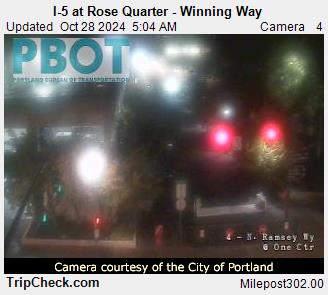 I-5 at Rose Quarter - Winning Way
Updated Oct 28 2024 5:04 AM Camera 4
PBOT
PORTLAND BUREAU OF TRANSPORTATION
4 - N. Ramsey Wy
@ One Ctr
Camera courtesy of the City of Portland
TripCheck.com Milepost302.00